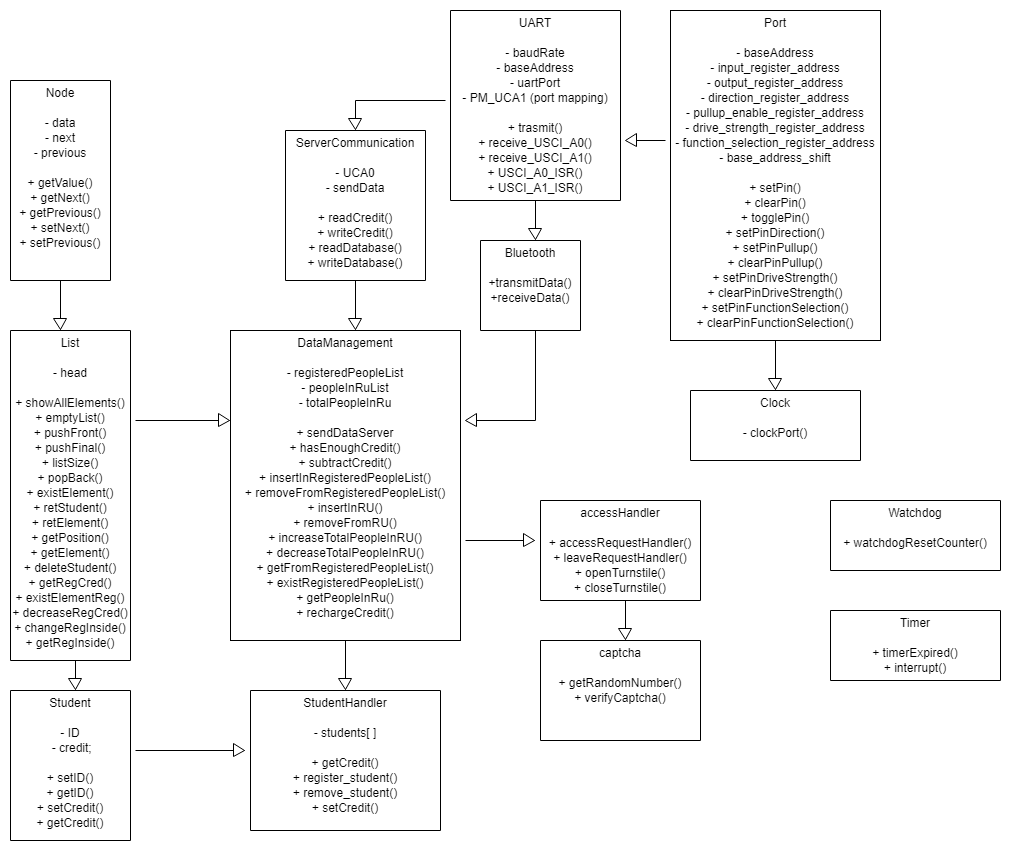 Node
- data
- next
- previous
+ getValue()
+ getNext()
+ getPrevious()
+ setNext()
+ setPrevious()
ServerCommunication
- UCA0
- sendData
+ readCredit()
+ writeCredit()
+ readDatabase()
+ writeDatabase()
UART
- baudRate
- baseAddress
- uartPort
- PM_UCA1 (port mapping)
+ trasmit()
+ receive_USCI_A0()
+ receive_USCI_A1()
+ USCI_A0_ISR()
+ USCI_A1_ISR()
Port
- baseAddress
- input_register_address
- output_register_address
- direction_register_address
- pullup_enable_register_address
- drive_strength_register_address
- function_selection_register_address
- base_address_shift
+ setPin()
+ clearPin()
+ togglePin()
+ setPinDirection()
+ setPinPullup()
+ clearPinPullup()
+ setPinDriveStrength()
+ clearPinDriveStrength()
+ setPinFunctionSelection()
+ clearPinFunctionSelection()
Bluetooth
+transmitData()
+receiveData()
List
- head
+ showAllElements()
+ emptyList()
+ pushFront()
+ pushFinal()
+ listSize()
+ popBack()
+ existElement()
+ retStudent()
+ retElement()
+ getPosition()
+ getElement()
+ deleteStudent()
+ getRegCred()
+ existElementReg()
+ decreaseRegCred()
+ changeRegInside()
+ getRegInside()
DataManagement
- registeredPeopleList
- peopleInRuList
- totalPeopleInRu
+ sendDataServer
+ hasEnoughCredit()
+ subtractCredit()
+ insertInRegisteredPeopleList()
+ removeFromRegisteredPeopleList()
+ insertInRU()
+ removeFromRU()
+ increaseTotalPeopleInRU()
+ decreaseTotalPeopleInRU()
+ getFromRegisteredPeopleList()
+ existRegisteredPeopleList()
+ getPeopleInRu()
+ rechargeCredit()
Clock
- clockPort()
accessHandler
+ accessRequestHandler()
+ leaveRequestHandler()
+ openTurnstile()
+ closeTurnstile()
Watchdog
+ watchdogResetCounter()
captcha
+ getRandomNumber()
+ verifyCaptcha()
Timer
+ timerExpired()
+ interrupt()
Student
- ID
- credit;
+ setID()
+ getID()
+ setCredit()
+ getCredit()
StudentHandler
- students[ ]
+ getCredit()
+ register_student()
+ remove_student()
+ setCredit()